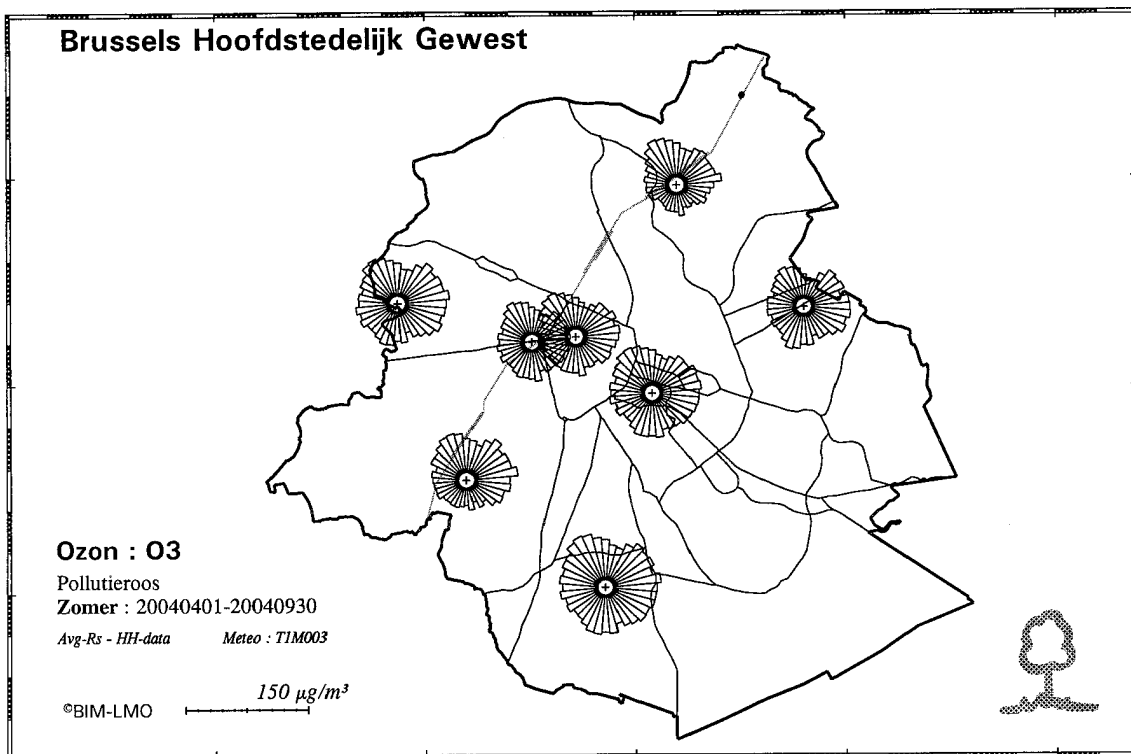 Brussels Hoofdstedelijk Gewest
Ozon : O3
Pollutieroos
Zomer : 20040401-20040930
Avg-Rs - HH-data Meteo : T1M003
150 µg/m³
©BIM-LMO